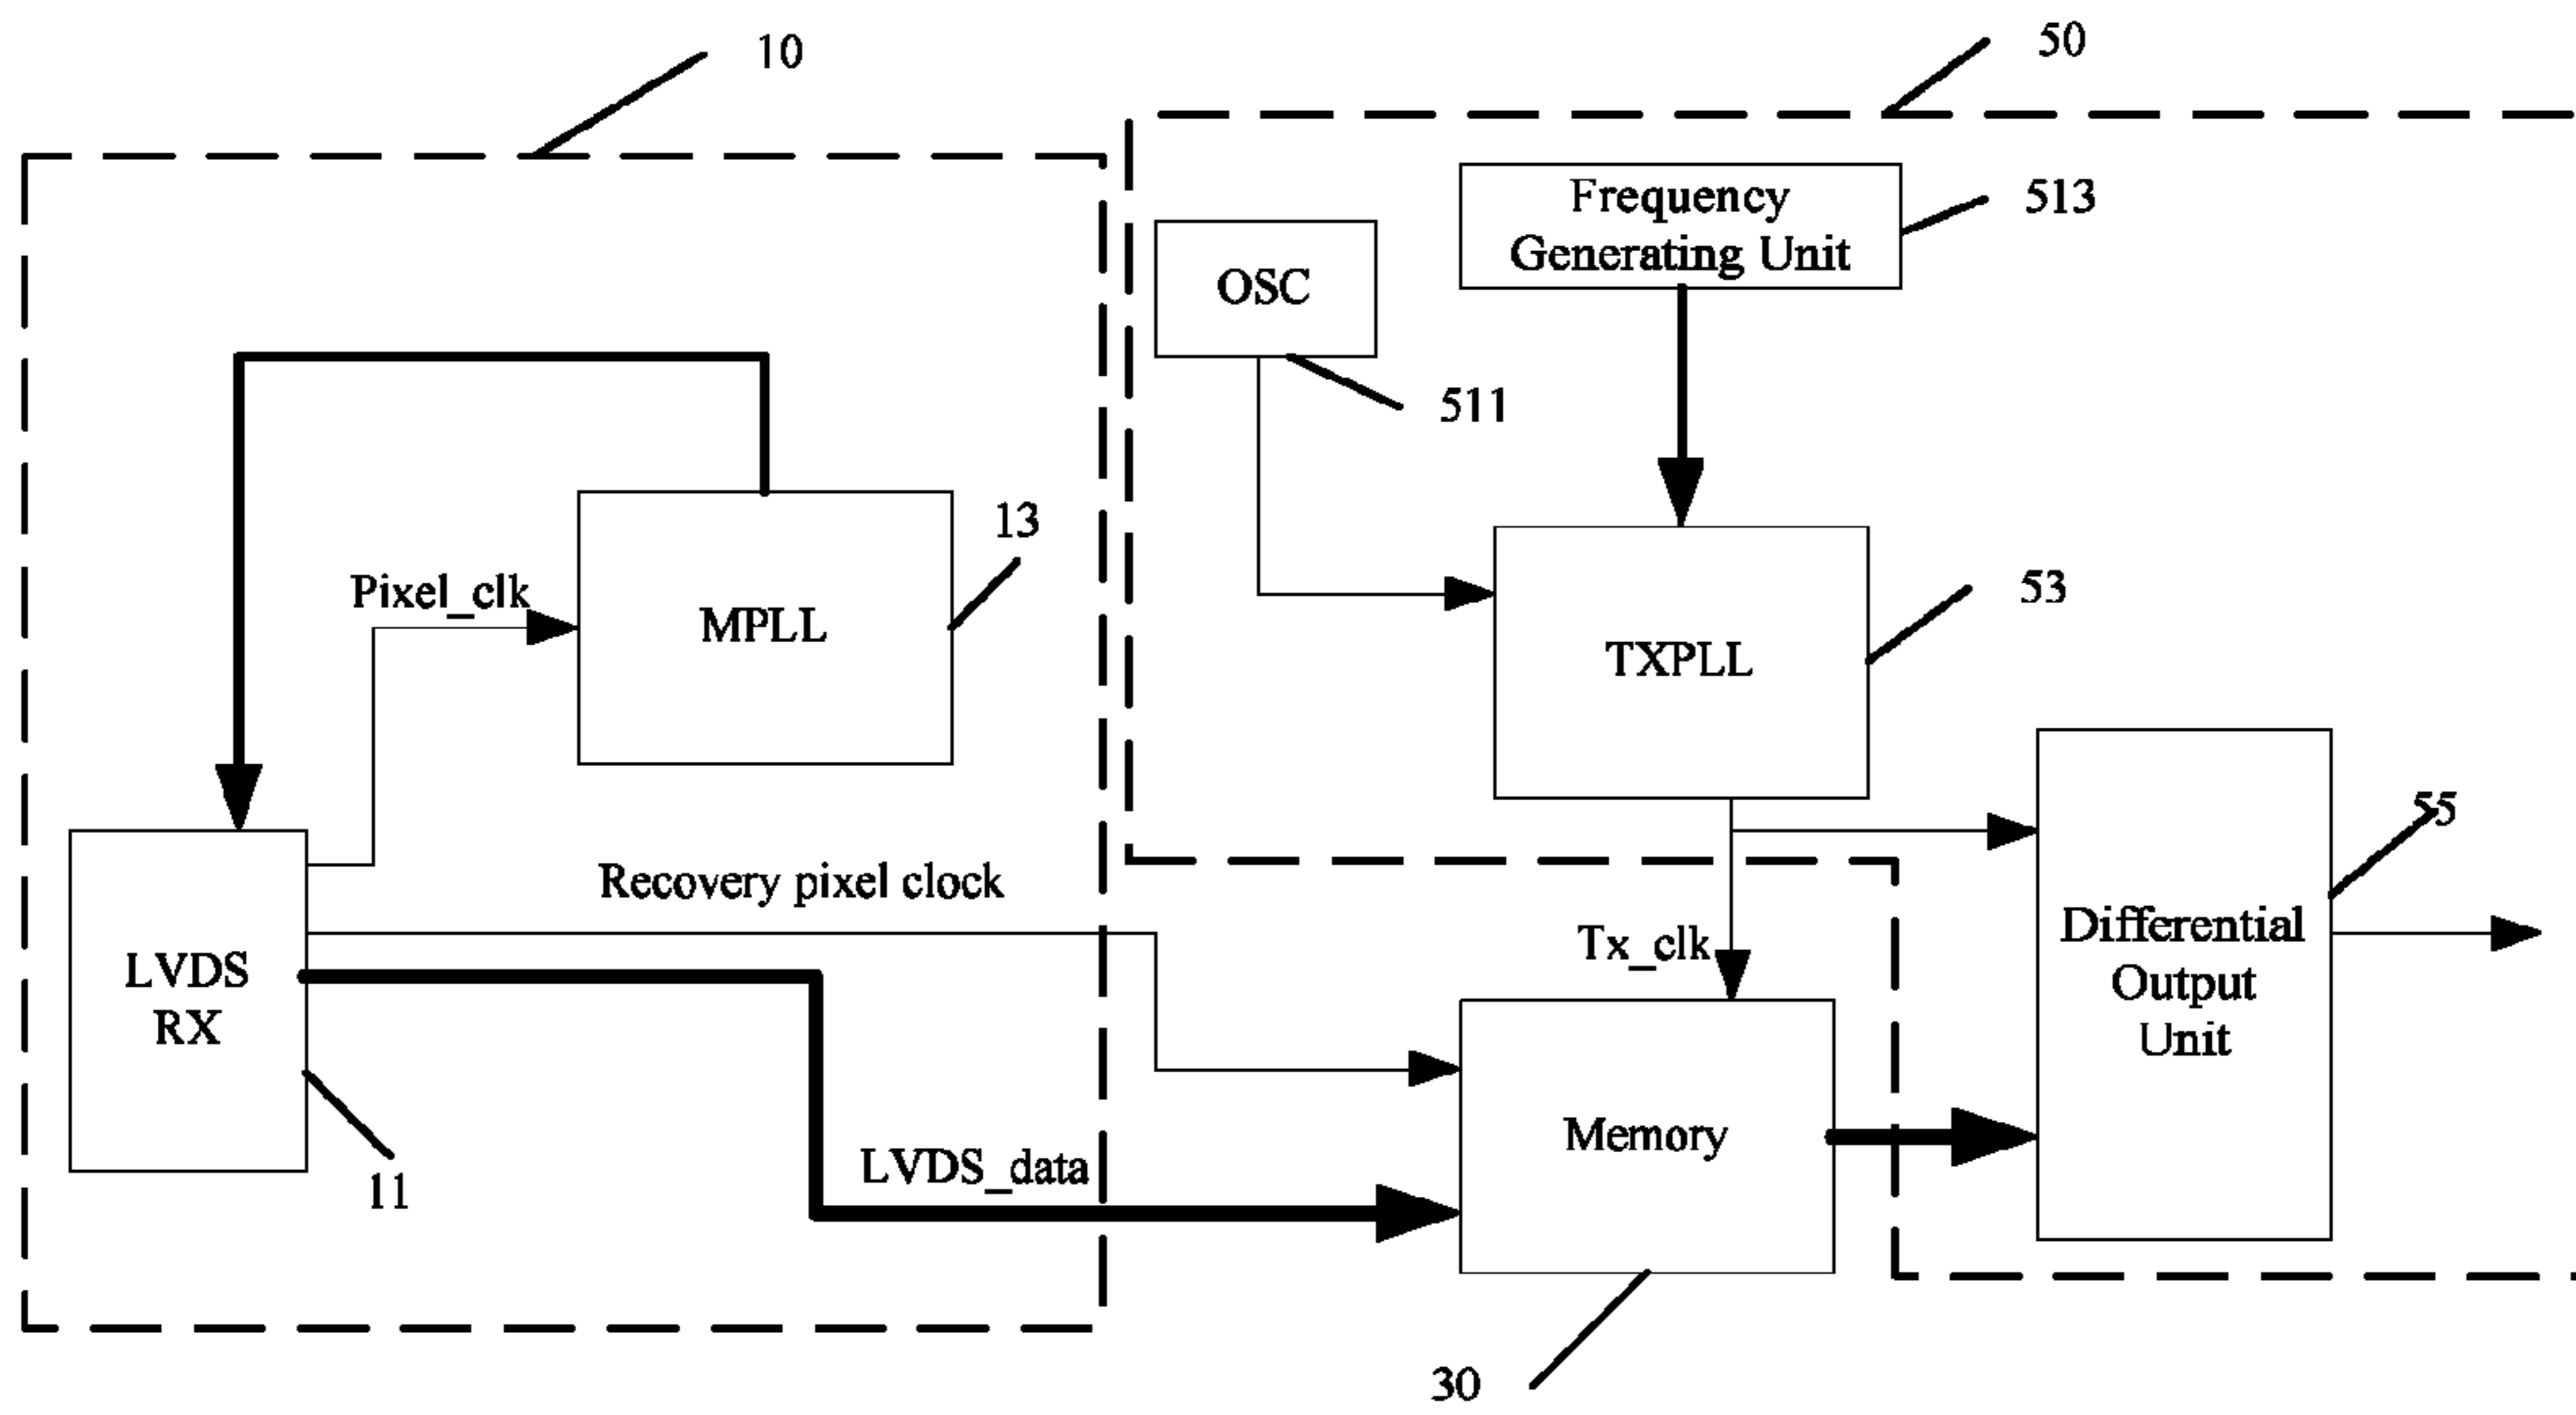 10
50
Frequency
Generating Unit
513
OSC
511
13
Pixel_clk
MPLL
53
TXPLL
55
Recovery pixel clock
Tx_clk
Differential
Output
Unit
LVDS
RX
Memory
LVDS_data
11
30